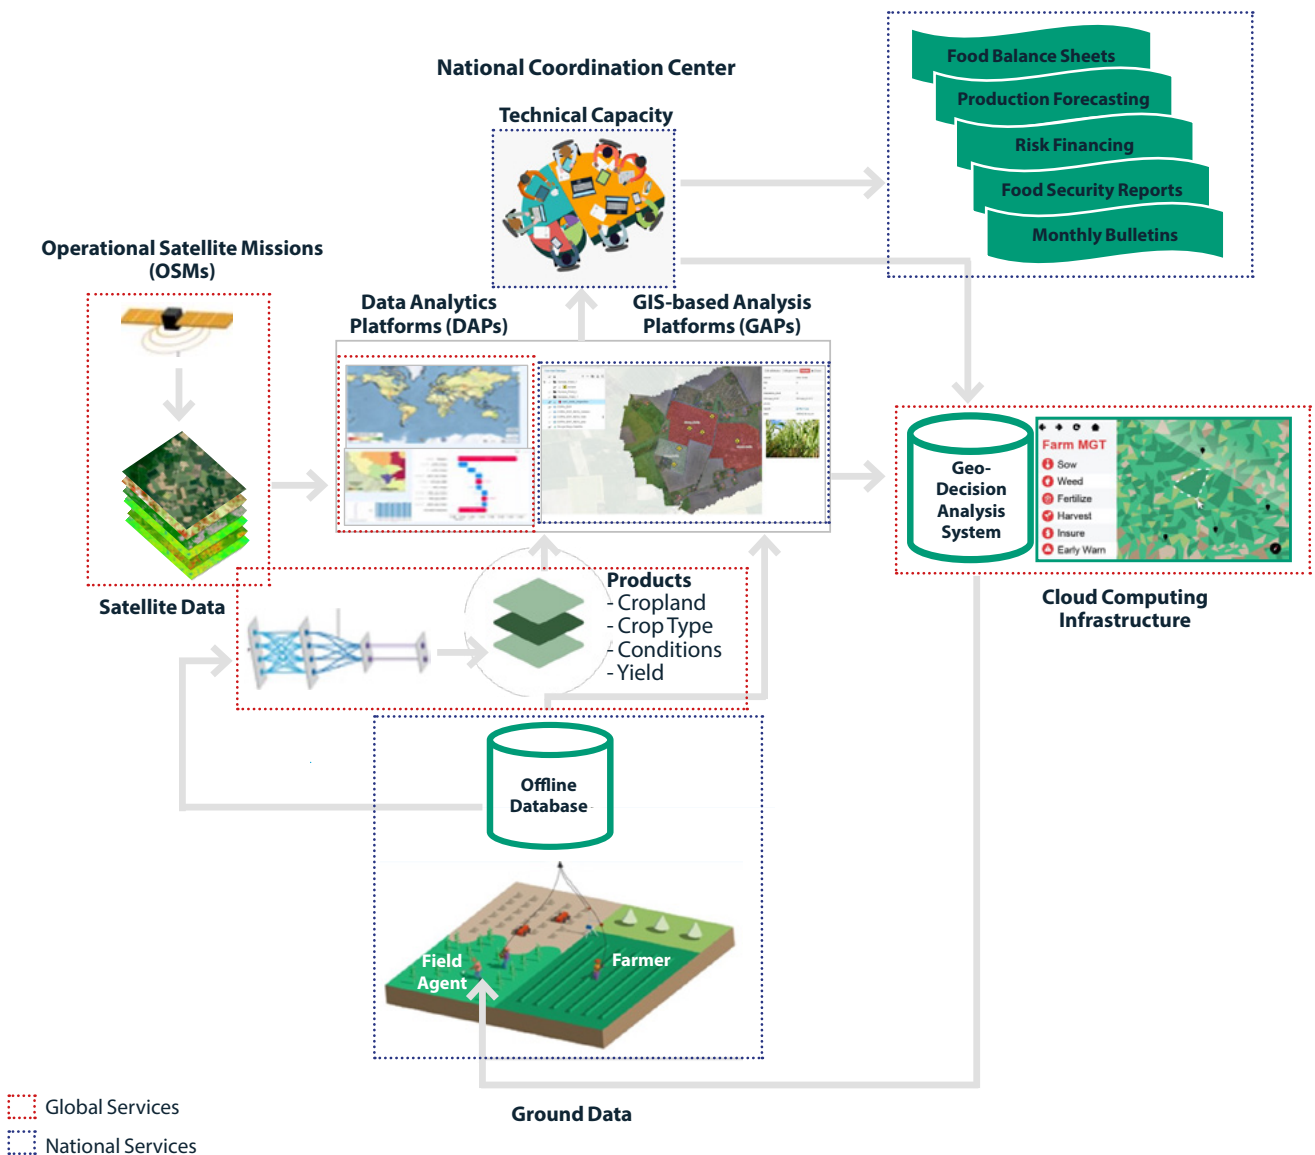 National Coordination Center
Technical Capacity
Food Balance Sheets
Production Forecasting
Risk Financing
Food Security Reports
Monthly Bulletins
Operational Satellite Missions
(OSMs)
Data Analytics
Platforms (DAPs)
GIS-based Analysis
Platforms (GAPs)
Geo-
Decision
Analysis
System
Farm MGT
Sow
Weed
Fertilize
Harvest
Insure
Early Warn
Cloud Computing
Infrastructure
Satellite Data
Products
- Cropland
- Crop Type
- Conditions
- Yield
Offline
Database
Field
Agent
Farmer
Ground Data
Global Services
National Services